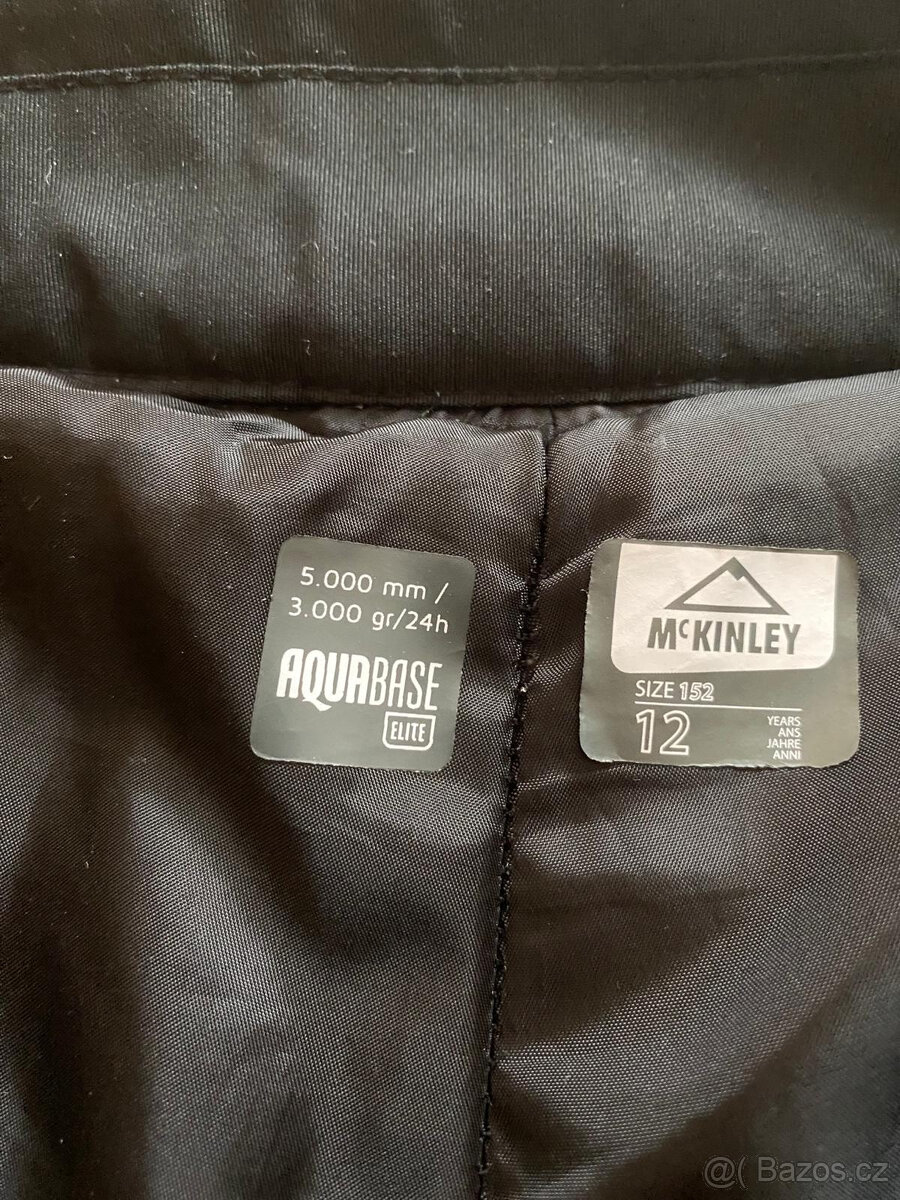 5.000 mm /
3.000 gr/24h
AQUABASE
ELITE
McKINLEY
SIZE 152
12
YEARS
ANS
JAHRE
ANNI
@( Bazos.cz